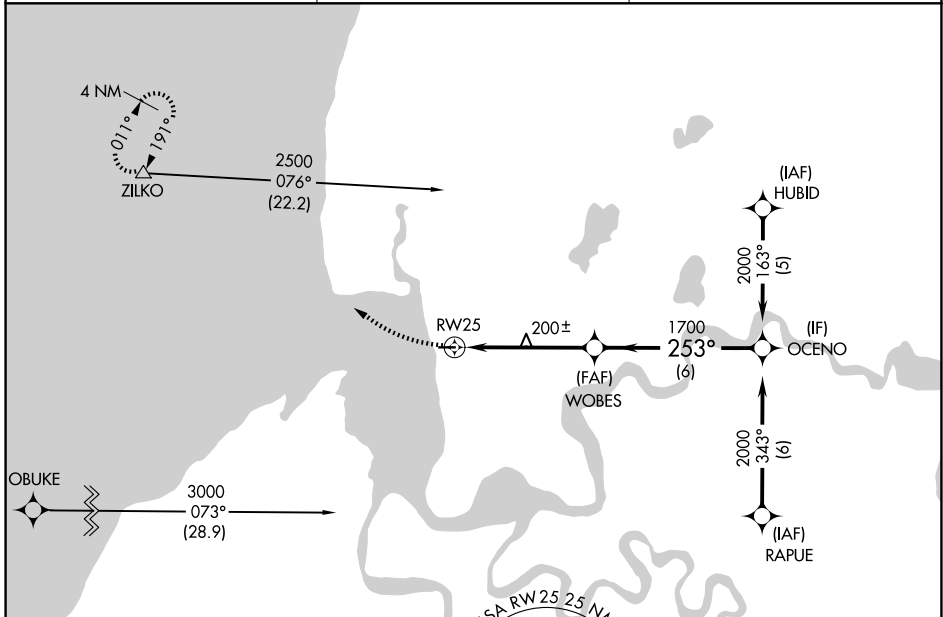 4 NM
011°
191°
ZILKO
2500
076°
(22.2)
(IAF)
HUBID
2000
163°
(5)
RW25
200±
1700
253°
(6)
(IF)
OCENO
(FAF)
WOBES
2000
343°
(6)
OBUKE
3000
073°
(28.9)
(IAF)
RAPUE
RW25 25